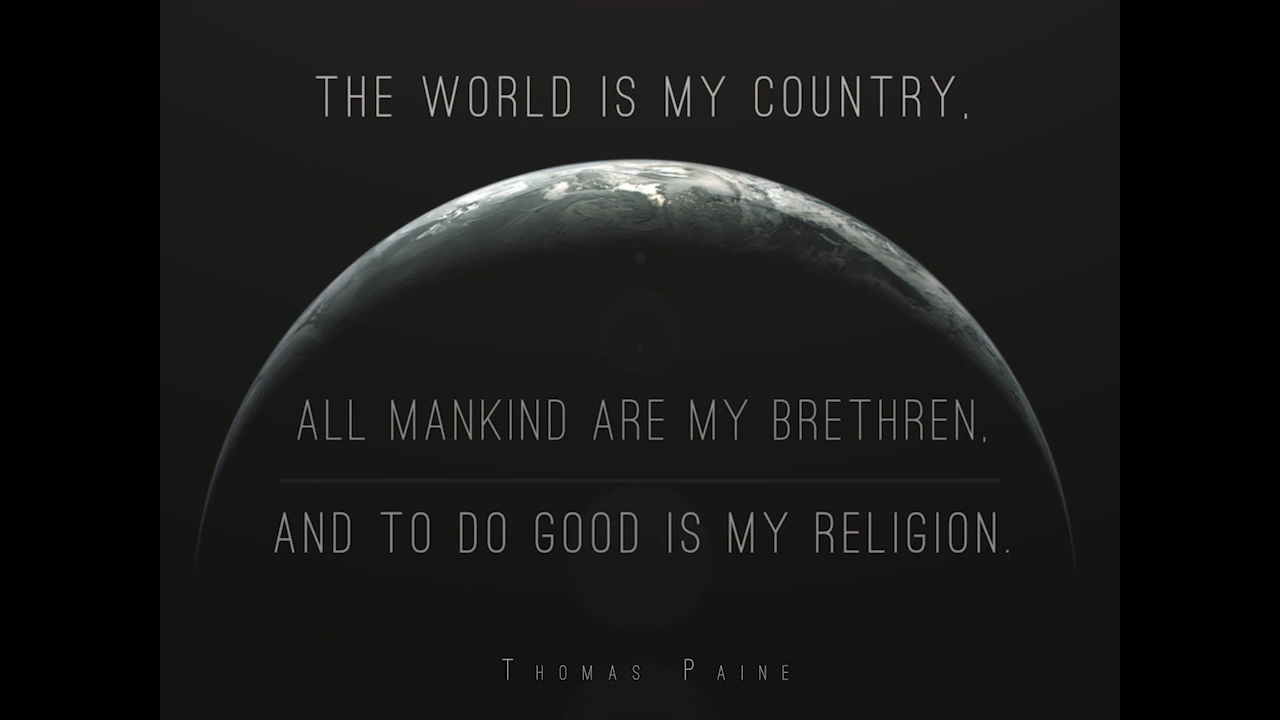 THE WORLD IS MY COUNTRY,
ALL MANKIND ARE MY BRETHREN,
AND TO DO GOOD IS MY RELIGION.
THOMAS PAINE